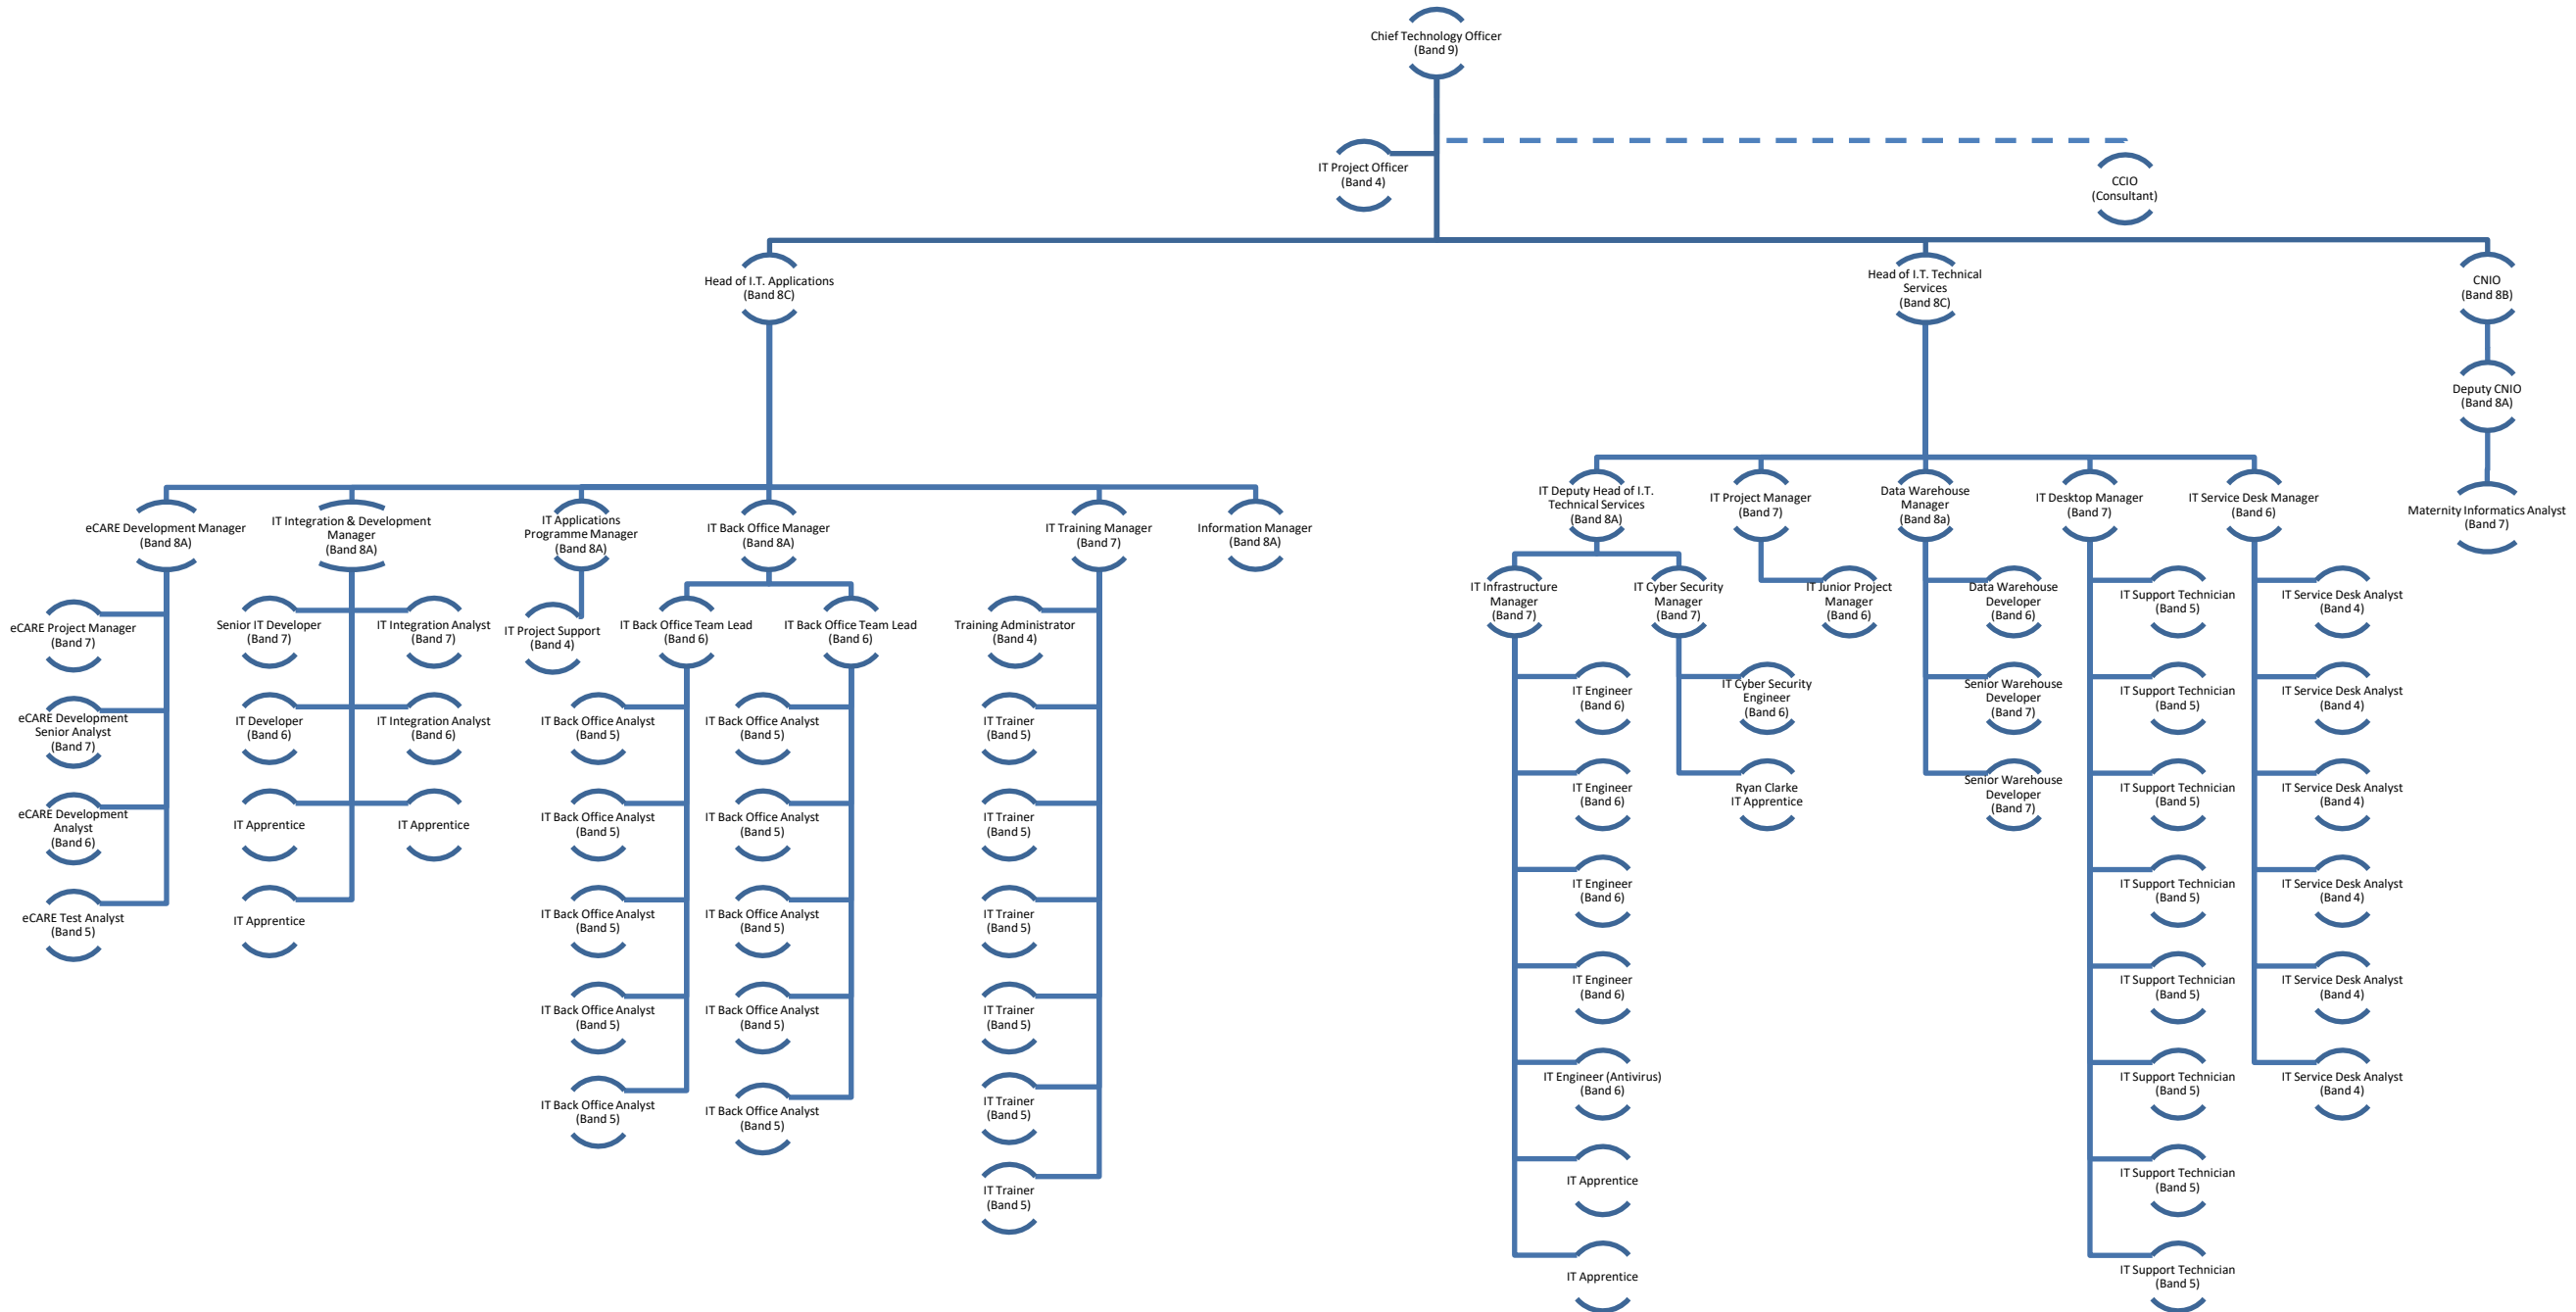 Chief Technology Officer
(Band 9)
IT Project Officer
(Band 4)
CCIO
(Consultant)
Head of I.T. Applications
(Band 8C)
Head of I.T. Technical
Services
(Band 8C)
CNIO
(Band 8B)
Deputy CNIO
(Band 8A)
Maternity Informatics Analyst
(Band 7)
eCARE Development Manager
(Band 8A)
IT Integration & Development
Manager
(Band 8A)
IT Applications
Programme Manager
(Band 8A)
IT Back Office Manager
(Band 8A)
IT Training Manager
(Band 7)
Information Manager
(Band 8A)
IT Deputy Head of I.T.
Technical Services
(Band 8A)
IT Project Manager
(Band 7)
Data Warehouse
Manager
(Band 8a)
IT Desktop Manager
(Band 7)
IT Service Desk Manager
(Band 6)
eCARE Project Manager
(Band 7)
eCARE Development
Senior Analyst
(Band 7)
eCARE Development
Analyst
(Band 6)
eCARE Test Analyst
(Band 5)
Senior IT Developer
(Band 7)
IT Integration Analyst
(Band 7)
IT Developer
(Band 6)
IT Integration Analyst
(Band 6)
IT Apprentice
IT Apprentice
IT Apprentice
IT Project Support
(Band 4)
IT Back Office Team Lead
(Band 6)
IT Back Office Analyst
(Band 5)
IT Back Office Analyst
(Band 5)
IT Back Office Analyst
(Band 5)
IT Back Office Analyst
(Band 5)
IT Back Office Analyst
(Band 5)
IT Back Office Team Lead
(Band 6)
IT Back Office Analyst
(Band 5)
IT Back Office Analyst
(Band 5)
IT Back Office Analyst
(Band 5)
IT Back Office Analyst
(Band 5)
IT Back Office Analyst
(Band 5)
Training Administrator
(Band 4)
IT Trainer
(Band 5)
IT Trainer
(Band 5)
IT Trainer
(Band 5)
IT Trainer
(Band 5)
IT Trainer
(Band 5)
IT Trainer
(Band 5)
IT Infrastructure
Manager
(Band 7)
IT Engineer
(Band 6)
IT Engineer
(Band 6)
IT Engineer
(Band 6)
IT Engineer
(Band 6)
IT Engineer (Antivirus)
(Band 6)
IT Apprentice
IT Apprentice
IT Cyber Security
Manager
(Band 7)
IT Cyber Security
Engineer
(Band 6)
Ryan Clarke
IT Apprentice
IT Junior Project
Manager
(Band 6)
Data Warehouse
Developer
(Band 6)
Senior Warehouse
Developer
(Band 7)
Senior Warehouse
Developer
(Band 7)
IT Support Technician
(Band 5)
IT Support Technician
(Band 5)
IT Support Technician
(Band 5)
IT Support Technician
(Band 5)
IT Support Technician
(Band 5)
IT Support Technician
(Band 5)
IT Support Technician
(Band 5)
IT Support Technician
(Band 5)
IT Service Desk Analyst
(Band 4)
IT Service Desk Analyst
(Band 4)
IT Service Desk Analyst
(Band 4)
IT Service Desk Analyst
(Band 4)
IT Service Desk Analyst
(Band 4)
IT Service Desk Analyst
(Band 4)